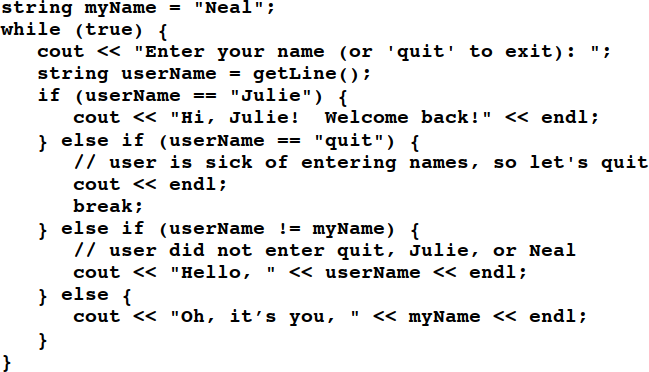 string myName = "Neal";
while (true) {
   cout << "Enter your name (or 'quit' to exit): ";
   string userName = getLine();
   if (userName == "Julie") {
      cout << "Hi, Julie!  Welcome back!" << endl;
   } else if (userName == "quit") {
      // user is sick of entering names, so let's quit
      cout << endl;
      break;
   } else if (userName != myName) {
      // user did not enter quit, Julie, or Neal
      cout << "Hello, " << userName << endl;
   } else {
      cout << "Oh, it’s you, " << myName << endl;
   }
}